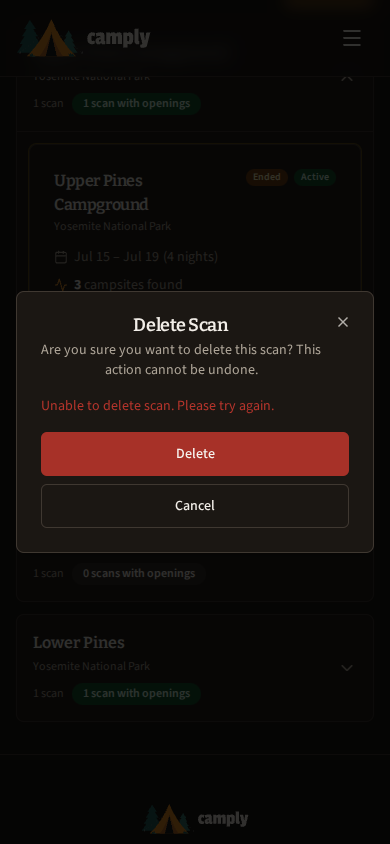 camply
Yosemite National Park
1 scan
1 scan with openings
Upper Pines
Campground
Ended
Active
Yosemite National Park
Jul 15 – Jul 19 (4 nights)
3 campsites found
Delete Scan
Are you sure you want to delete this scan? This
action cannot be undone.
Unable to delete scan. Please try again.
Delete
Cancel
1 scan
0 scans with openings
Lower Pines
Yosemite National Park
1 scan
1 scan with openings
camply